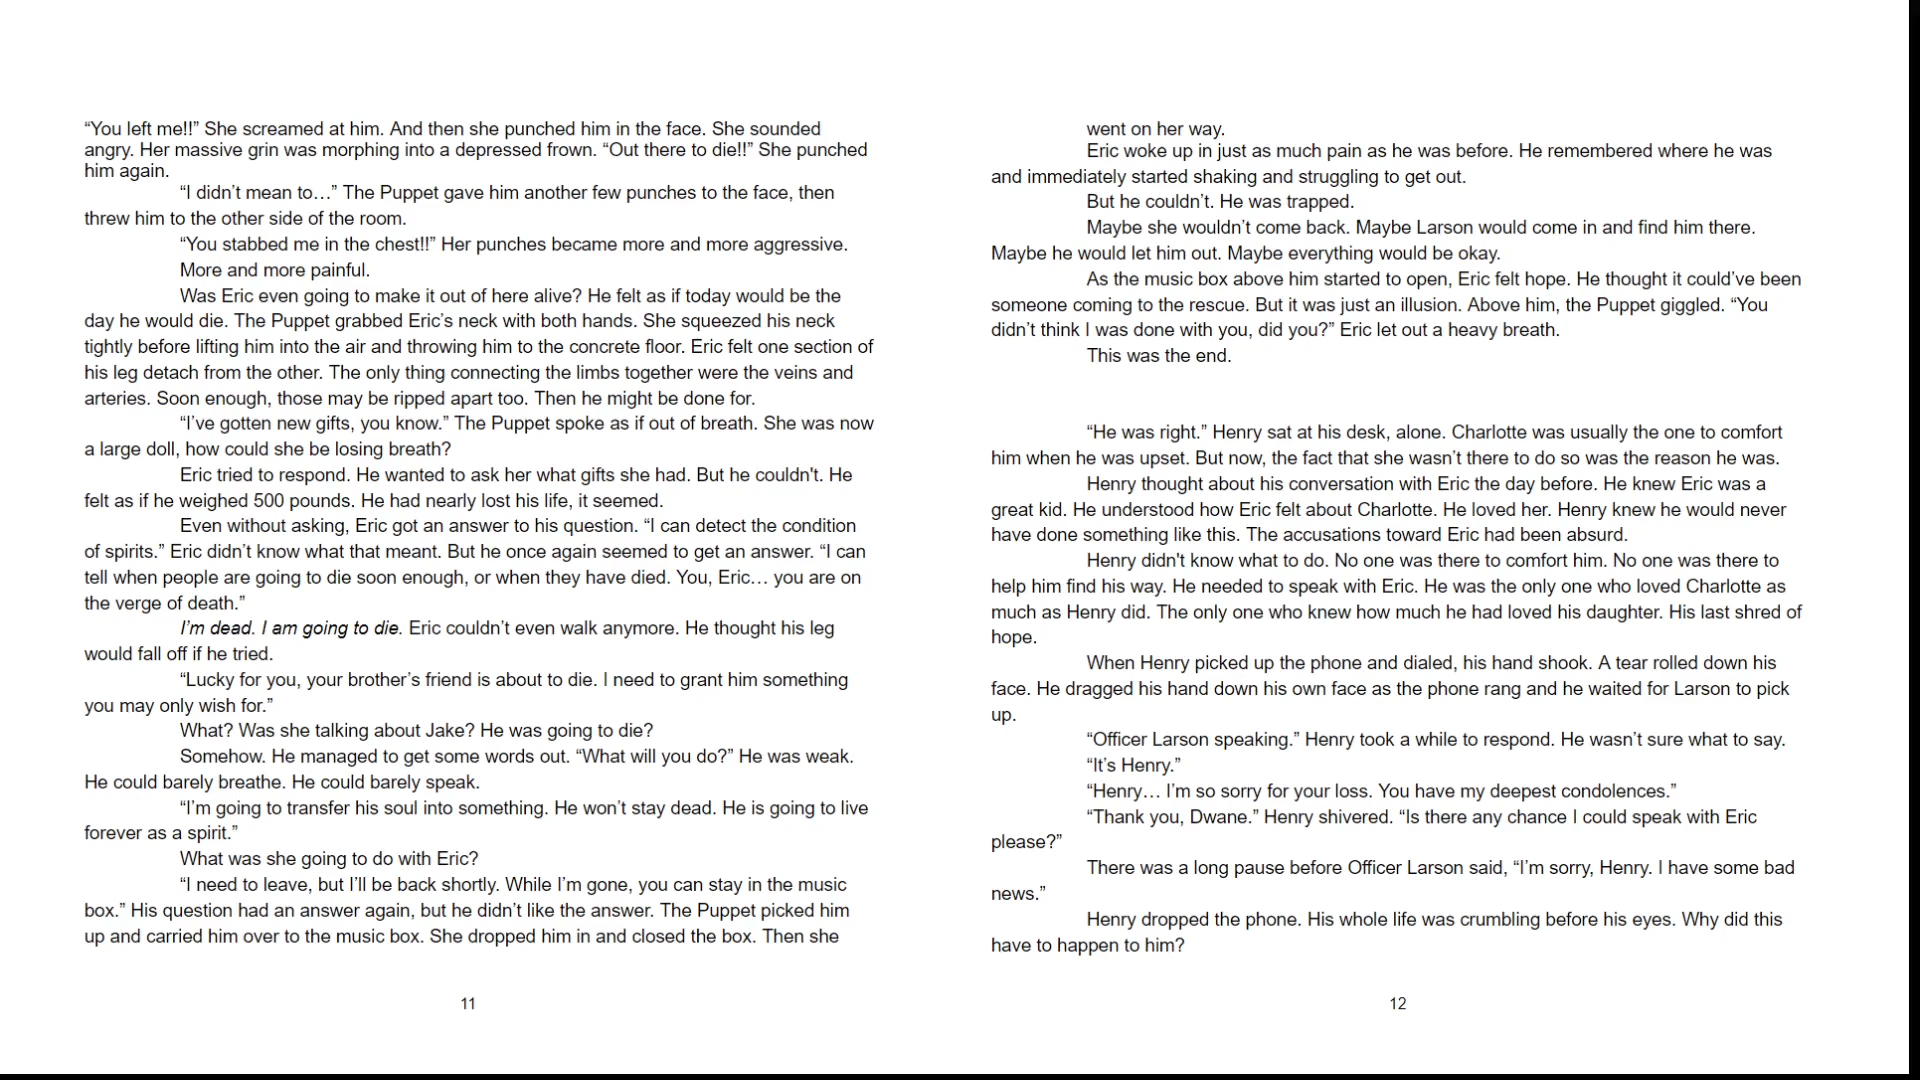 “You left me!!” She screamed at him. And then she punched him in the face. She sounded
angry. Her massive grin was morphing into a depressed frown. “Out there to die!!” She punched
him again.
“I didn’t mean to…” The Puppet gave him another few punches to the face, then
threw him to the other side of the room.
“You stabbed me in the chest!!” Her punches became more and more aggressive.
More and more painful.
Was Eric even going to make it out of here alive? He felt as if today would be the
day he would die. The Puppet grabbed Eric’s neck with both hands. She squeezed his neck
tightly before lifting him into the air and throwing him to the concrete floor. Eric felt one section of
his leg detach from the other. The only thing connecting the limbs together were the veins and
arteries. Soon enough, those may be ripped apart too. Then he might be done for.
“I’ve gotten new gifts, you know.” The Puppet spoke as if out of breath. She was now
a large doll, how could she be losing breath?
Eric tried to respond. He wanted to ask her what gifts she had. But he couldn't. He
felt as if he weighed 500 pounds. He had nearly lost his life, it seemed.
Even without asking, Eric got an answer to his question. “I can detect the condition
of spirits.” Eric didn’t know what that meant. But he once again seemed to get an answer. “I can
tell when people are going to die soon enough, or when they have died. You, Eric… you are on
the verge of death.”
I’m dead. I am going to die. Eric couldn’t even walk anymore. He thought his leg
would fall off if he tried.
“Lucky for you, your brother’s friend is about to die. I need to grant him something
you may only wish for.”
What? Was she talking about Jake? He was going to die?
Somehow. He managed to get some words out. “What will you do?” He was weak.
He could barely breathe. He could barely speak.
“I’m going to transfer his soul into something. He won’t stay dead. He is going to live
forever as a spirit.”
What was she going to do with Eric?
“I need to leave, but I’ll be back shortly. While I’m gone, you can stay in the music
box.” His question had an answer again, but he didn’t like the answer. The Puppet picked him
up and carried him over to the music box. She dropped him in and closed the box. Then she
11
went on her way.
Eric woke up in just as much pain as he was before. He remembered where he was
and immediately started shaking and struggling to get out.
But he couldn’t. He was trapped.
Maybe she wouldn’t come back. Maybe Larson would come in and find him there.
Maybe he would let him out. Maybe everything would be okay.
As the music box above him started to open, Eric felt hope. He thought it could’ve been
someone coming to the rescue. But it was just an illusion. Above him, the Puppet giggled. “You
didn’t think I was done with you, did you?” Eric let out a heavy breath.
This was the end.
“He was right.” Henry sat at his desk, alone. Charlotte was usually the one to comfort
him when he was upset. But now, the fact that she wasn’t there to do so was the reason he was.
Henry thought about his conversation with Eric the day before. He knew Eric was a
great kid. He understood how Eric felt about Charlotte. He loved her. Henry knew he would never
have done something like this. The accusations toward Eric had been absurd.
Henry didn't know what to do. No one was there to comfort him. No one was there to
help him find his way. He needed to speak with Eric. He was the only one who loved Charlotte as
much as Henry did. The only one who knew how much he had loved his daughter. His last shred of
hope.
When Henry picked up the phone and dialed, his hand shook. A tear rolled down his
face. He dragged his hand down his own face as the phone rang and he waited for Larson to pick
up.
“Officer Larson speaking.” Henry took a while to respond. He wasn’t sure what to say.
“It’s Henry.”
“Henry… I’m so sorry for your loss. You have my deepest condolences.”
“Thank you, Dwane.” Henry shivered. “Is there any chance I could speak with Eric
please?”
There was a long pause before Officer Larson said, “I’m sorry, Henry. I have some bad
news.”
Henry dropped the phone. His whole life was crumbling before his eyes. Why did this
have to happen to him?
12